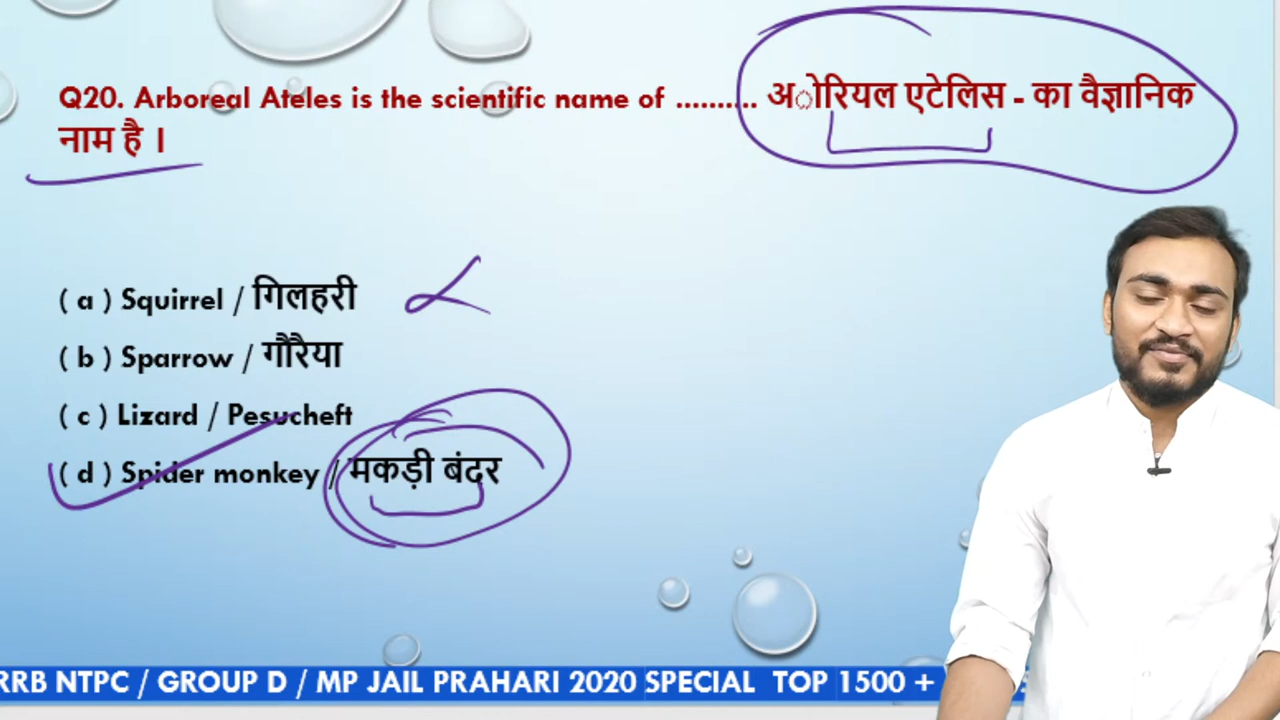 Q20. Arboreal Ateles is the scientific name of .......... अोरियल एटेलिस - का वैज्ञानिक
नाम है ।
( a ) Squirrel / गिलहरी
( b ) Sparrow / गौरैया
( c ) Lizard / Pesucheft
( d ) Spider monkey / मकड़ी बंदर
RRB NTPC / GROUP D / MP JAIL PRAHARI 2020 SPECIAL TOP 1500 +